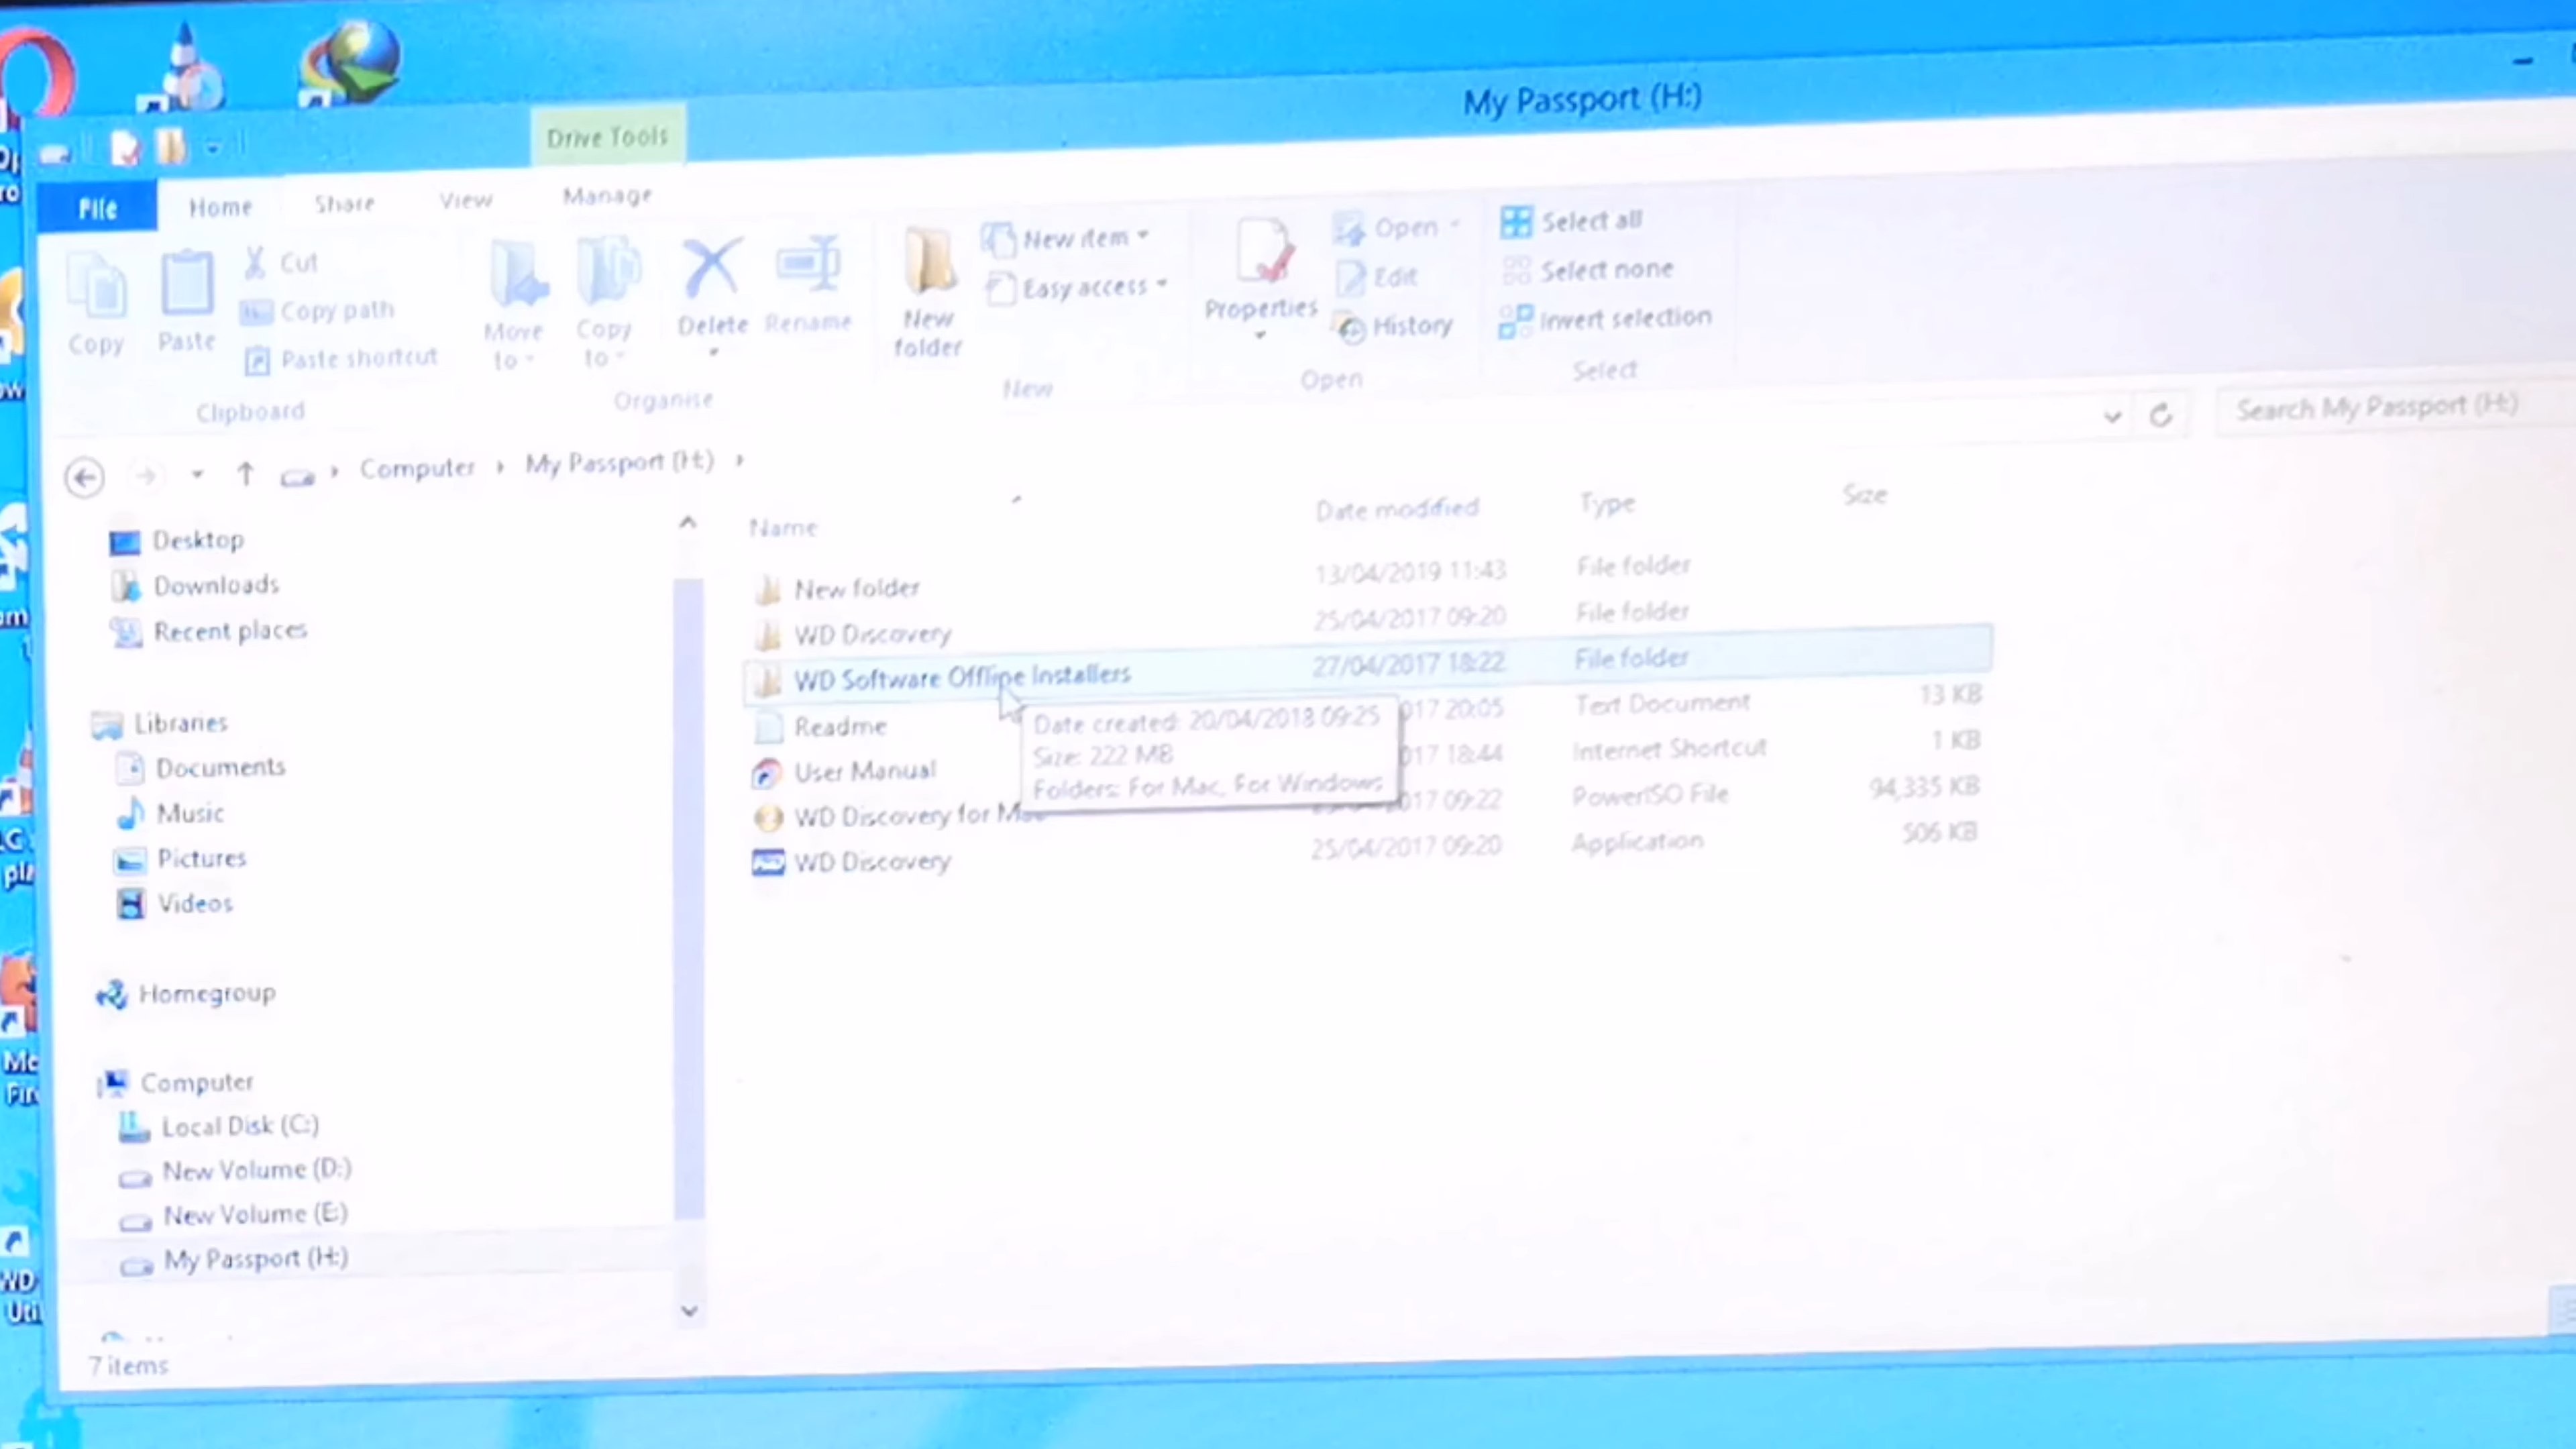 My Passport (H:)
Drive Tools
File Home Share View Manage
Copy
Paste
Cut
Copy path
Paste shortcut
Clipboard
Move to
Copy to
Delete
Rename
Organise
New folder
New item
Easy access
New
Properties
Open
Edit
History
Open
Select all
Select none
Invert selection
Select
Computer My Passport (H:)
Search My Passport (H:)
Desktop
Downloads
Recent places
Libraries
Documents
Music
Pictures
Videos
Homegroup
Computer
Local Disk (C:)
New Volume (D:)
New Volume (E:)
My Passport (H:)
Name Date modified Type Size
New folder 13/04/2019 11:43 File folder
WD Discovery 25/04/2017 09:20 File folder
WD Software Offline Installers 27/04/2017 18:22 File folder
Readme 017 20:05 Text Document 13 KB
User Manual 017 18:44 Internet Shortcut 1 KB
WD Discovery for 017 09:22 PowerISO File 94,335 KB
WD Discovery 25/04/2017 09:20 Application 506 KB
Date created: 20/04/2018 09:25
Size: 222 MB
Folders: For Mac, For Windows
7 items
WD